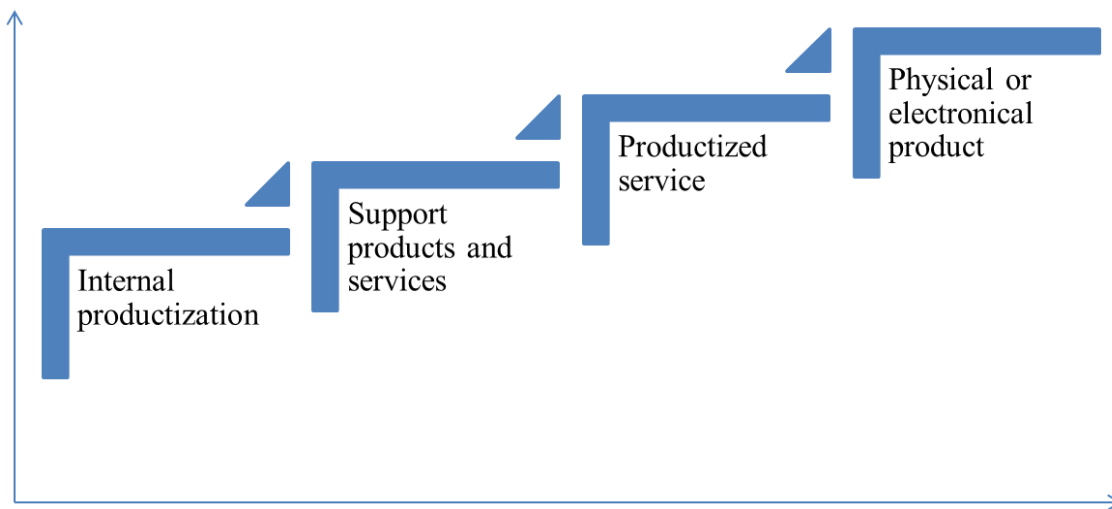 Internal
productization
Support
products and
services
Productized
service
Physical or
electronical
product